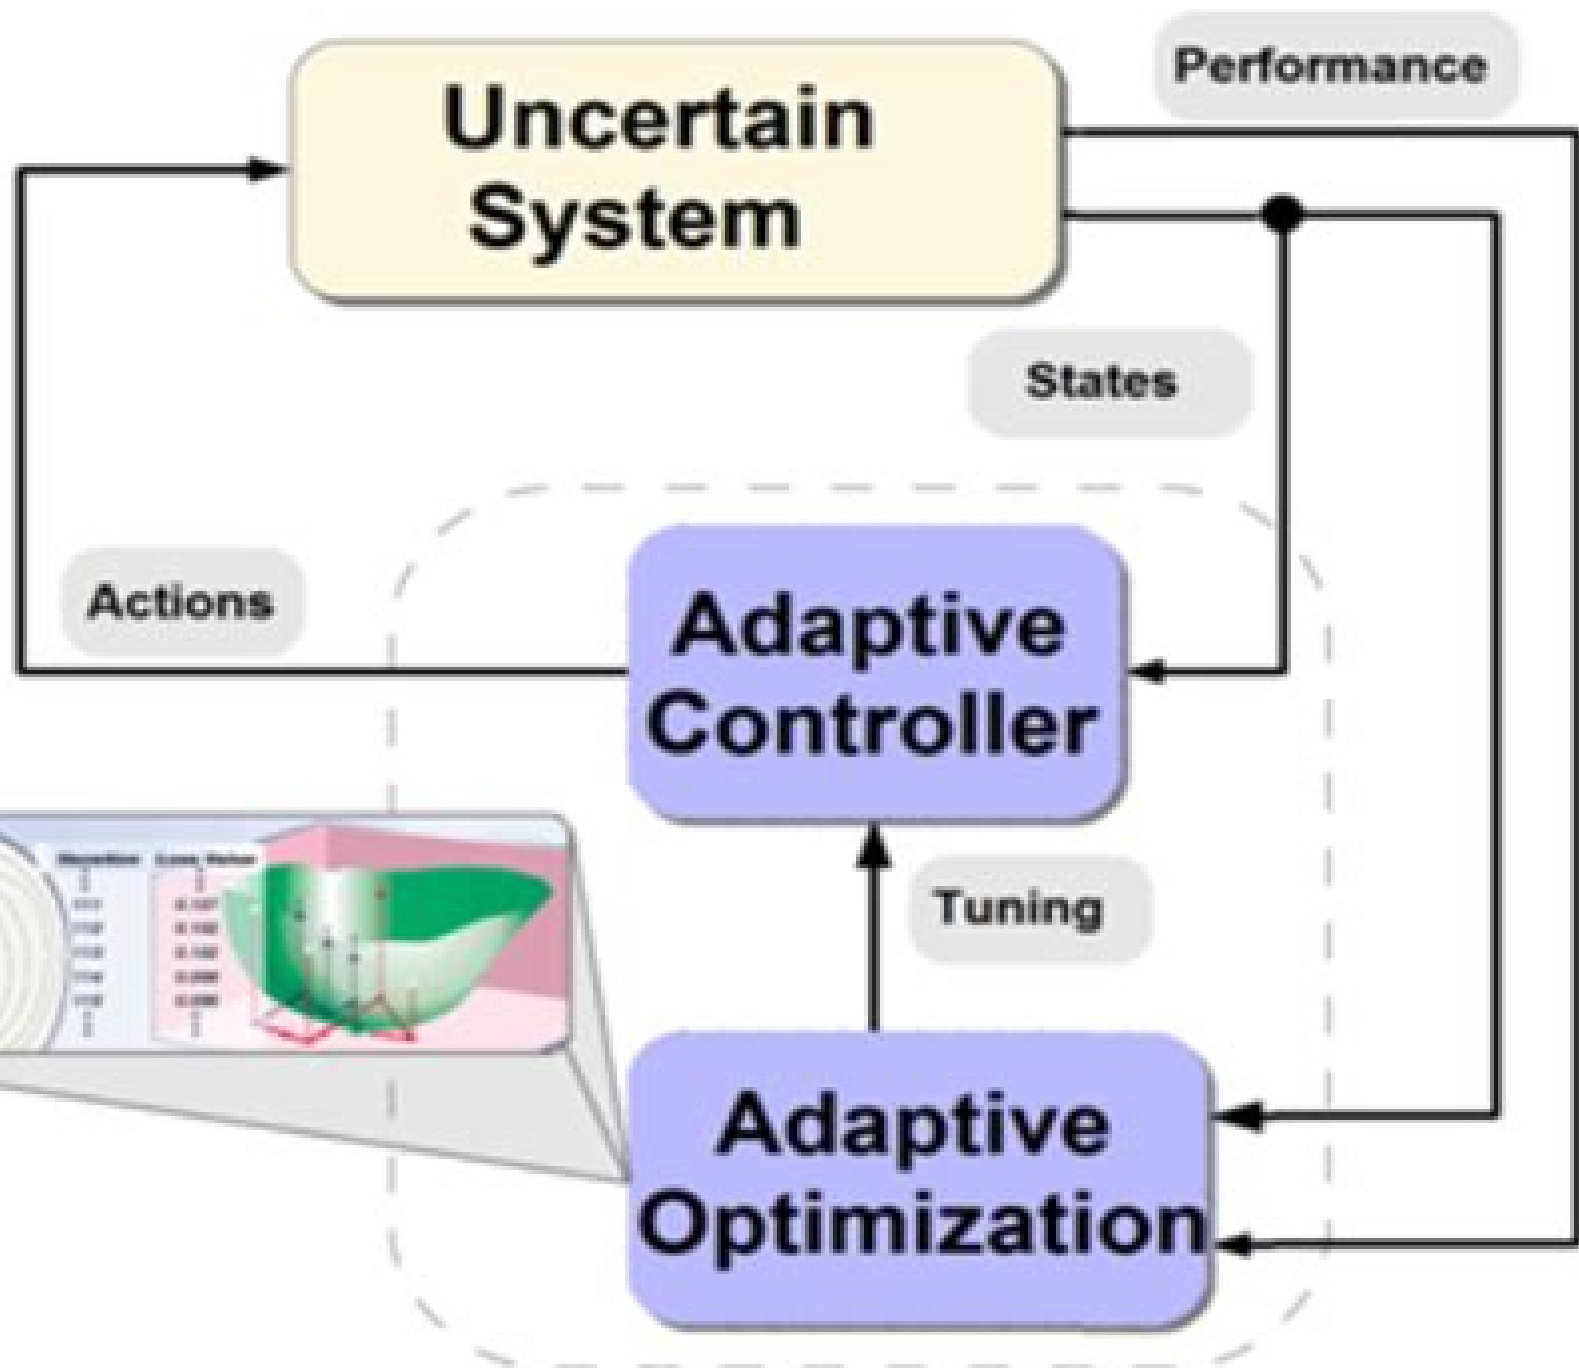 Performance
Uncertain
System
States
Actions
Adaptive
Controller
Tuning
Adaptive
Optimization